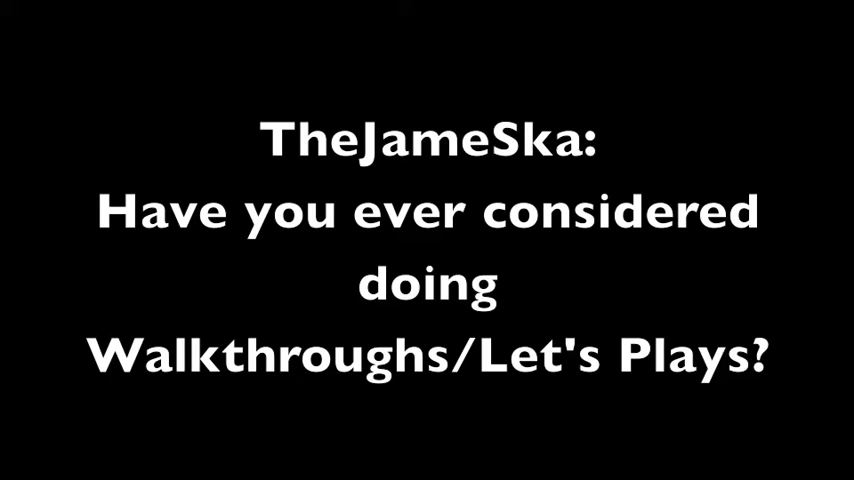 TheJameSka:
Have you ever considered
doing
Walkthroughs/Let's Plays?